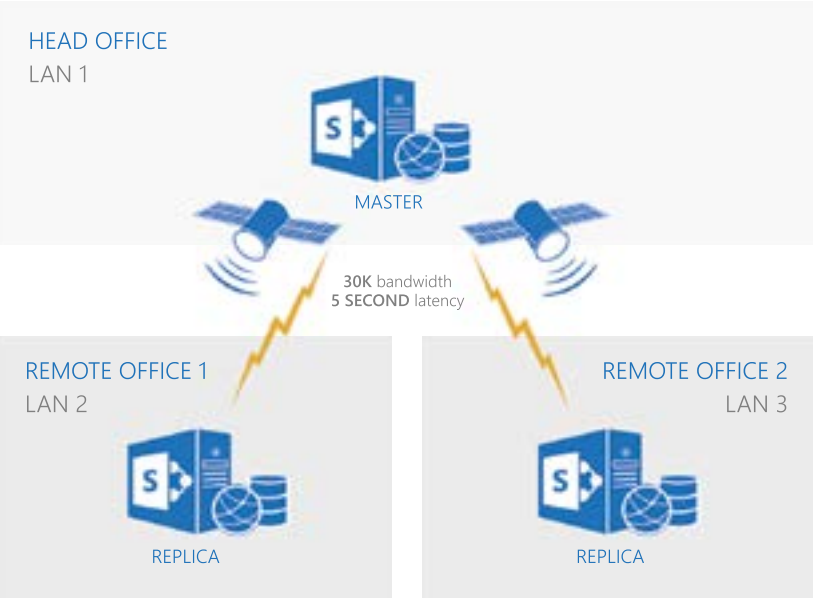 HEAD OFFICE
LAN 1
S
MASTER
30K bandwidth
5 SECOND latency
REMOTE OFFICE 1
LAN 2
S
REPLICA
REMOTE OFFICE 2
LAN 3
S
REPLICA